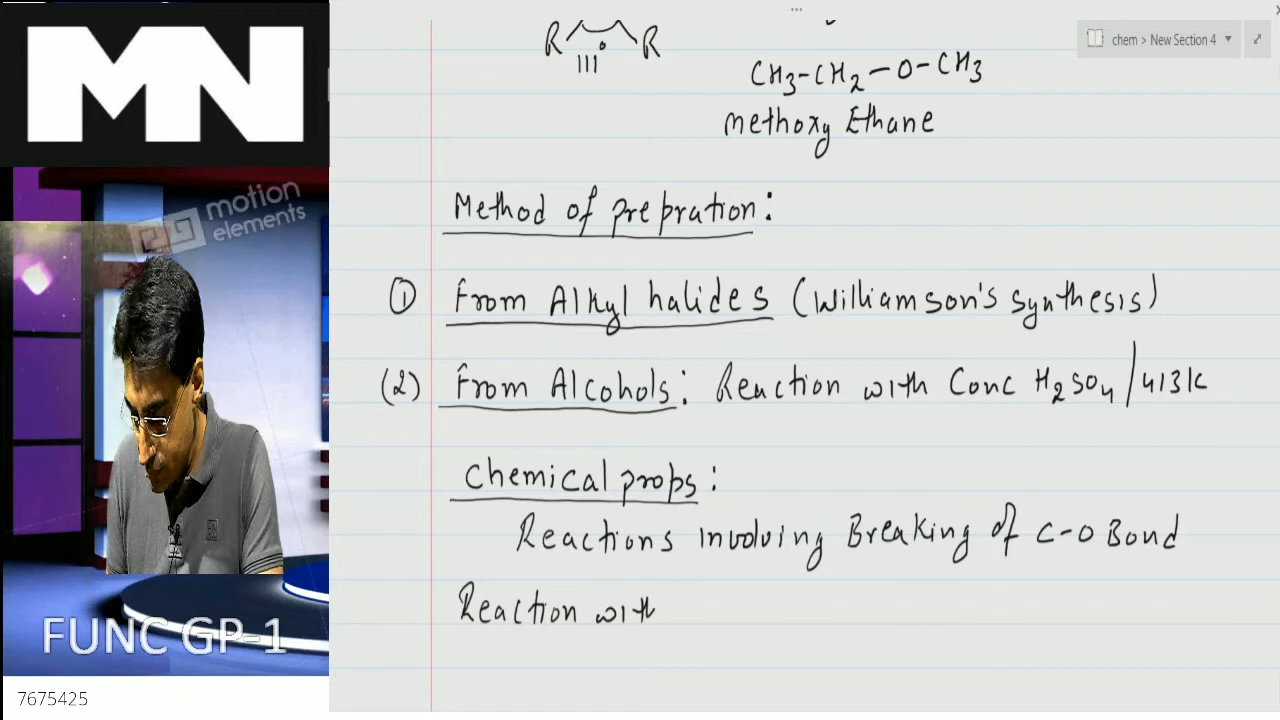 MN
motion
elements
FUNC GP-1
7675425
chem > New Section 4
R R
111°
CH3-CH2-O-CH3
methoxy Ethane
Method of prepration:
① From Alkyl halides (Williamson's synthesis)
(2) From Alcohols: Reaction with Conc H2SO4/413K
Chemical props:
Reactions Involving Breaking of C-O Bond
Reaction with